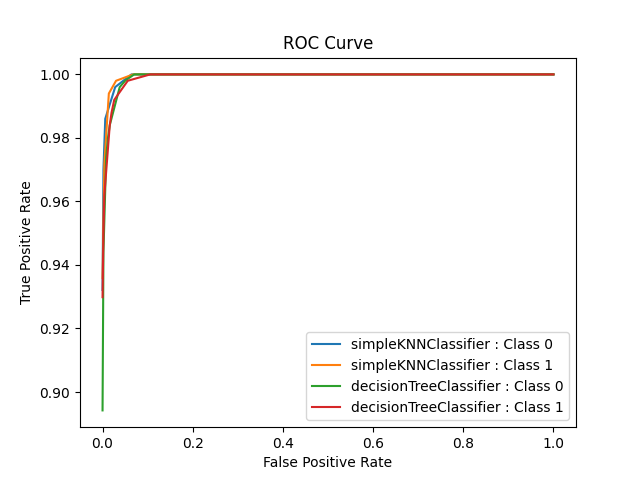 ROC Curve
1.00
0.98
0.96
0.94
0.92
0.90
True Positive Rate
simpleKNNClassifier : Class 0
simpleKNNClassifier : Class 1
decisionTreeClassifier : Class 0
decisionTreeClassifier : Class 1
0.0 0.2 0.4 0.6 0.8 1.0
False Positive Rate